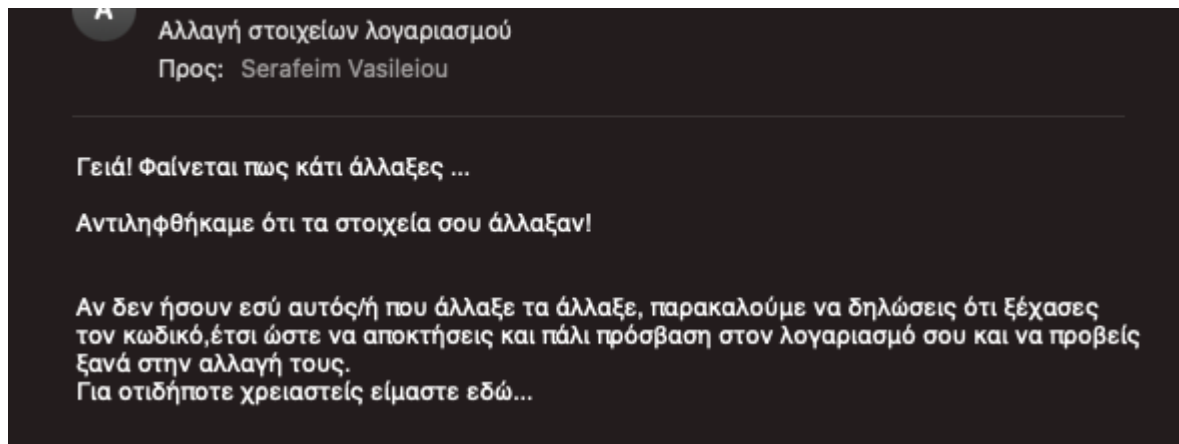 A
Αλλαγή στοιχείων λογαριασμού
Προς: Serafeim Vasileiou
Γειά! Φαίνεται πως κάτι άλλαξες ...
Αντιληφθήκαμε ότι τα στοιχεία σου άλλαξαν!
Αν δεν ήσουν εσύ αυτός/ή που άλλαξε τα άλλαξε, παρακαλούμε να δηλώσεις ότι ξέχασες
τον κωδικό,έτσι ώστε να αποκτήσεις και πάλι πρόσβαση στον λογαριασμό σου και να προβείς
ξανά στην αλλαγή τους.
Για οτιδήποτε χρειαστείς είμαστε εδώ...